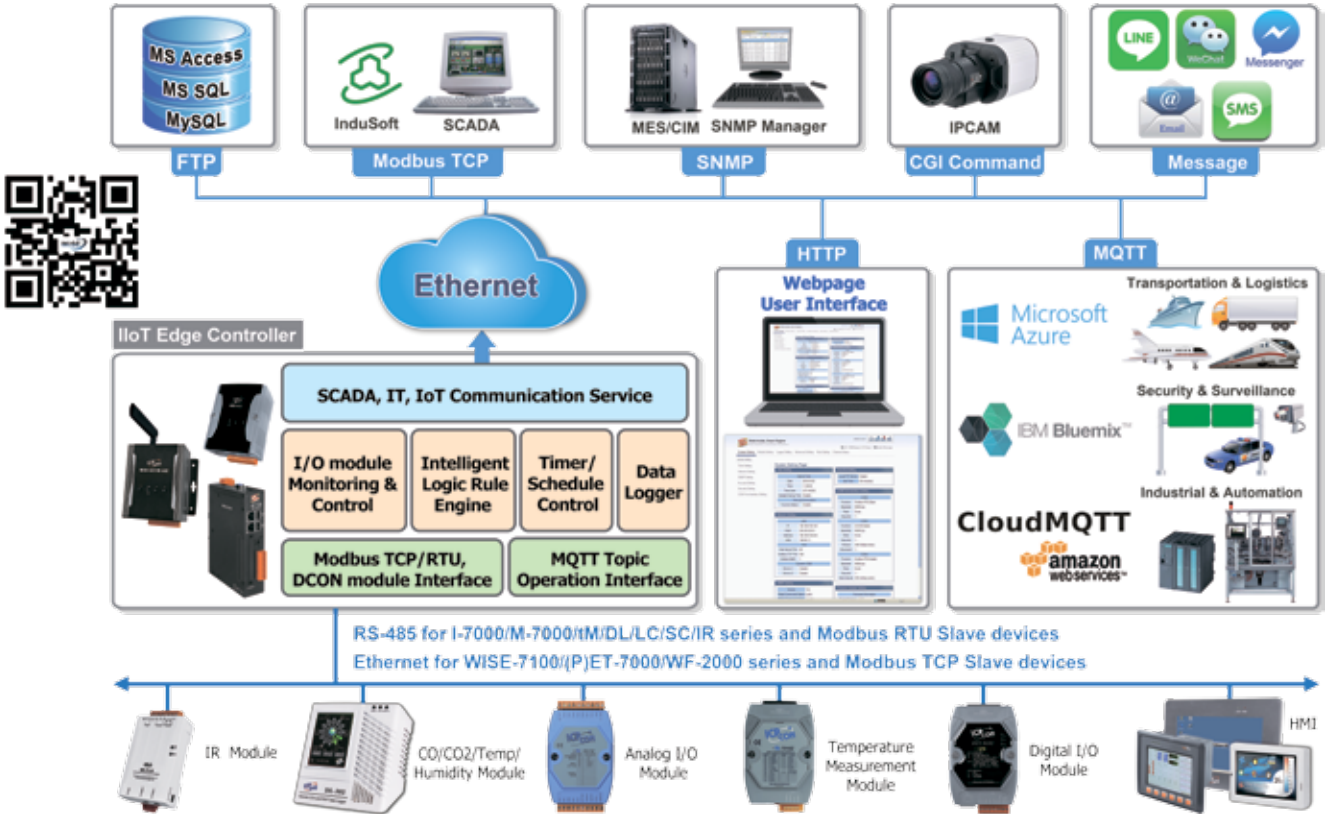 MS Access
MS SQL
MySQL
FTP
InduSoft
SCADA
Modbus TCP
MES/CIM
SNMP Manager
SNMP
IPCAM
CGI Command
LINE
WeChat
Messenger
Email
SMS
Message
Ethernet
HTTP
Webpage
User Interface
MQTT
Microsoft
Azure
IBM Bluemix™
CloudMQTT
amazon
webservices™
Transportation & Logistics
Security & Surveillance
Industrial & Automation
IIoT Edge Controller
SCADA, IT, IoT Communication Service
I/O module
Monitoring &
Control
Intelligent
Logic Rule
Engine
Timer/
Schedule
Control
Data
Logger
Modbus TCP/RTU,
DCON module Interface
MQTT Topic
Operation Interface
RS-485 for I-7000/M-7000/tM/DL/LC/SC/IR series and Modbus RTU Slave devices
Ethernet for WISE-7100/(P)ET-7000/WF-2000 series and Modbus TCP Slave devices
IR Module
CO/CO2/Temp/
Humidity Module
Analog I/O
Module
Temperature
Measurement
Module
Digital I/O
Module
HMI